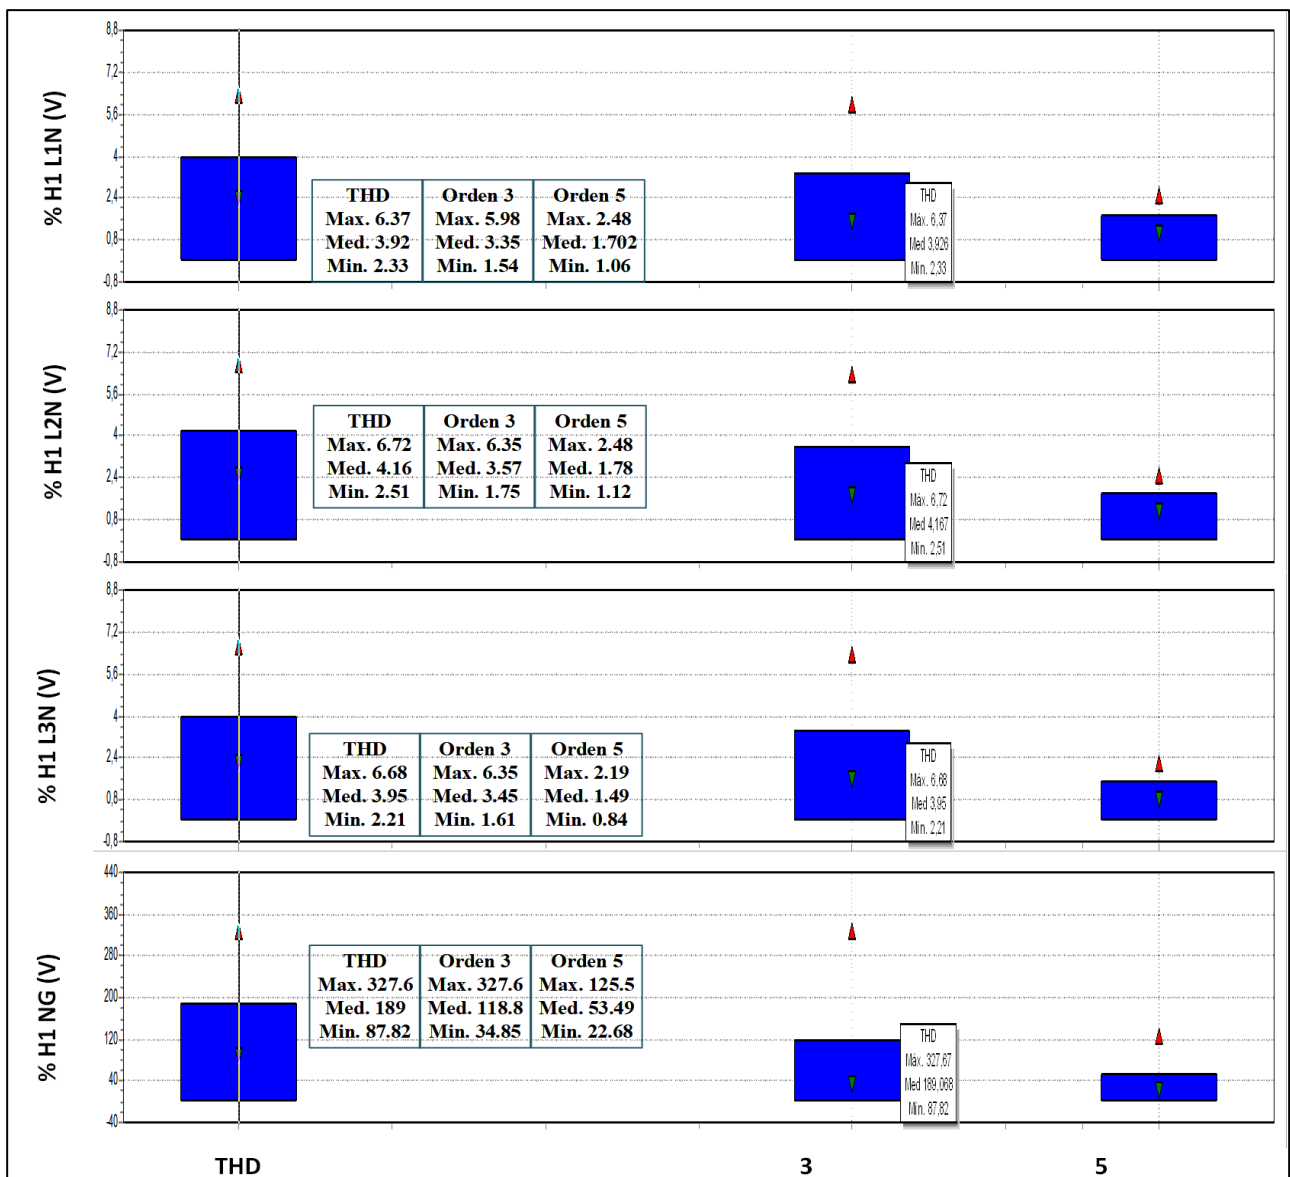 % H1 L1N (V)
8,8
7,2
5,6
4
2,4
0,8
-0,8
THD Orden 3 Orden 5
Max. 6.37 Max. 5.98 Max. 2.48
Med. 3.92 Med. 3.35 Med. 1.702
Min. 2.33 Min. 1.54 Min. 1.06
THD
Máx. 6,37
Med 3,926
Min. 2,33
% H1 L2N (V)
8,8
7,2
5,6
4
2,4
0,8
-0,8
THD Orden 3 Orden 5
Max. 6.72 Max. 6.35 Max. 2.48
Med. 4.16 Med. 3.57 Med. 1.78
Min. 2.51 Min. 1.75 Min. 1.12
THD
Máx. 6,72
Med 4,167
Min. 2,51
% H1 L3N (V)
8,8
7,2
5,6
4
2,4
0,8
-0,8
THD Orden 3 Orden 5
Max. 6.68 Max. 6.35 Max. 2.19
Med. 3.95 Med. 3.45 Med. 1.49
Min. 2.21 Min. 1.61 Min. 0.84
THD
Máx. 6,68
Med 3,95
Min. 2,21
% H1 NG (V)
440
360
280
200
120
40
-40
THD Orden 3 Orden 5
Max. 327.6 Max. 327.6 Max. 125.5
Med. 189 Med. 118.8 Med. 53.49
Min. 87.82 Min. 34.85 Min. 22.68
THD
Máx. 327,67
Med 189,068
Min. 87,82
THD 3 5